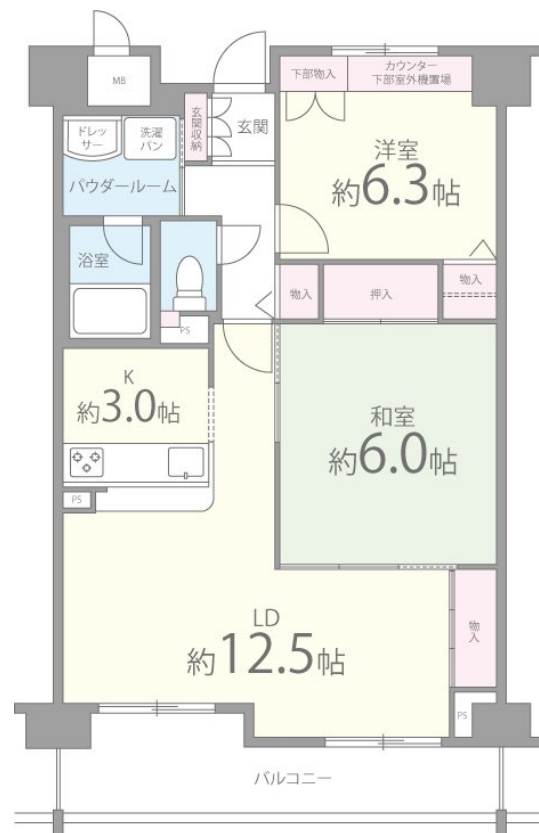 MB
下部物入
カウンター
下部室外機置場
ドレッ
サー
洗濯
パン
玄関
収納
玄関
洋室
約6.3帖
パウダールーム
浴室
物入
押入
物入
PS
K
約3.0帖
和室
約6.0帖
PS
LD
約12.5帖
物入
PS
バルコニー